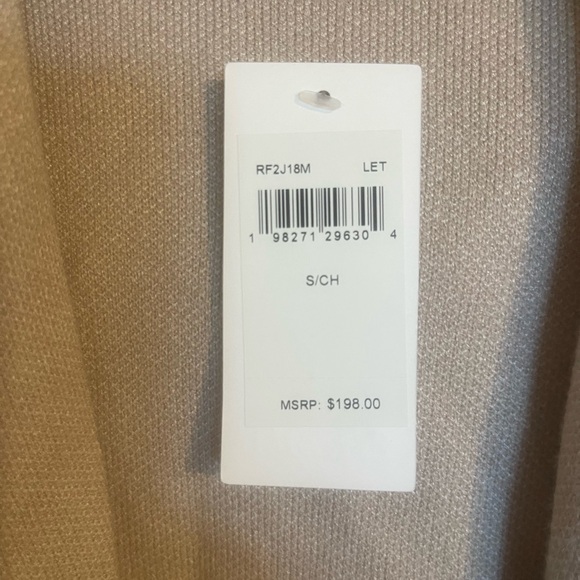 RF2J18M LET
1 98271 29630 4
S/CH
MSRP: $198.00